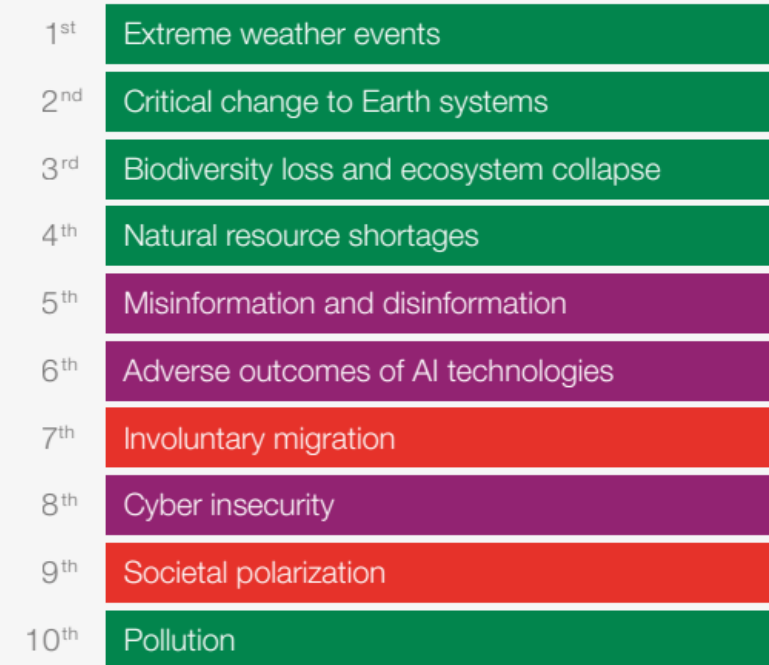 1st Extreme weather events
2nd Critical change to Earth systems
3rd Biodiversity loss and ecosystem collapse
4th Natural resource shortages
5th Misinformation and disinformation
6th Adverse outcomes of AI technologies
7th Involuntary migration
8th Cyber insecurity
9th Societal polarization
10th Pollution